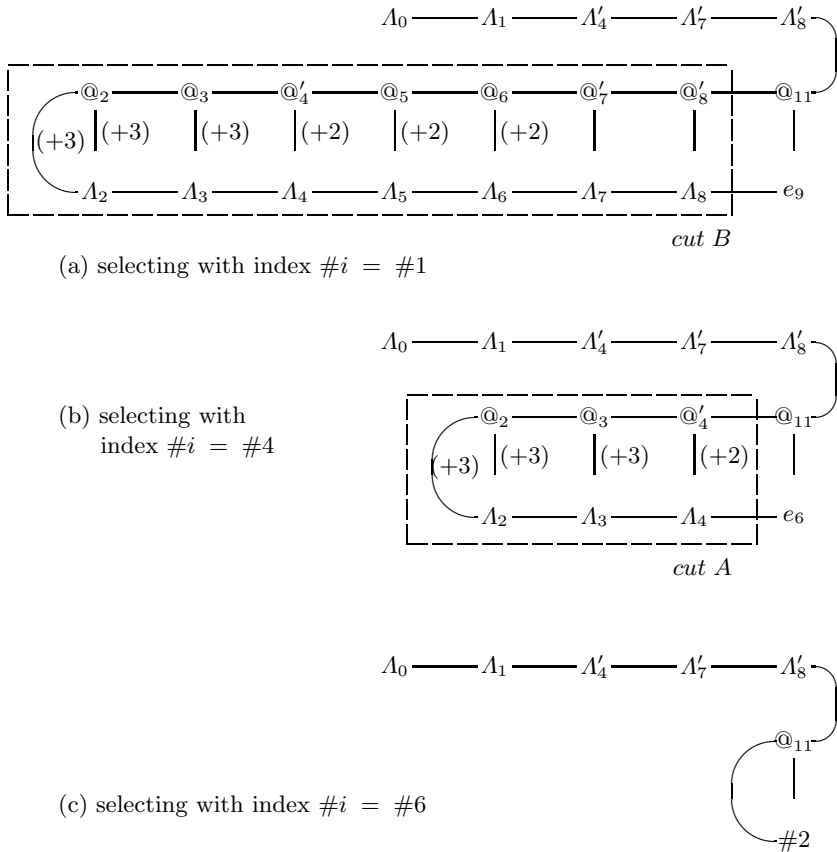 Λ₀ Λ₁ Λ′₄ Λ′₇ Λ′₈
@₂ @₃ @′₄ @₅ @₆ @′₇ @′₈ @₁₁
(+3) (+3) (+3) (+2) (+2) (+2)
Λ₂ Λ₃ Λ₄ Λ₅ Λ₆ Λ₇ Λ₈ e₉
cut B
(a) selecting with index #i = #1
Λ₀ Λ₁ Λ′₄ Λ′₇ Λ′₈
(b) selecting with
index #i = #4
@₂ @₃ @′₄ @₁₁
(+3) (+3) (+3) (+2)
Λ₂ Λ₃ Λ₄ e₆
cut A
Λ₀ Λ₁ Λ′₄ Λ′₇ Λ′₈
@₁₁
(c) selecting with index #i = #6
#2